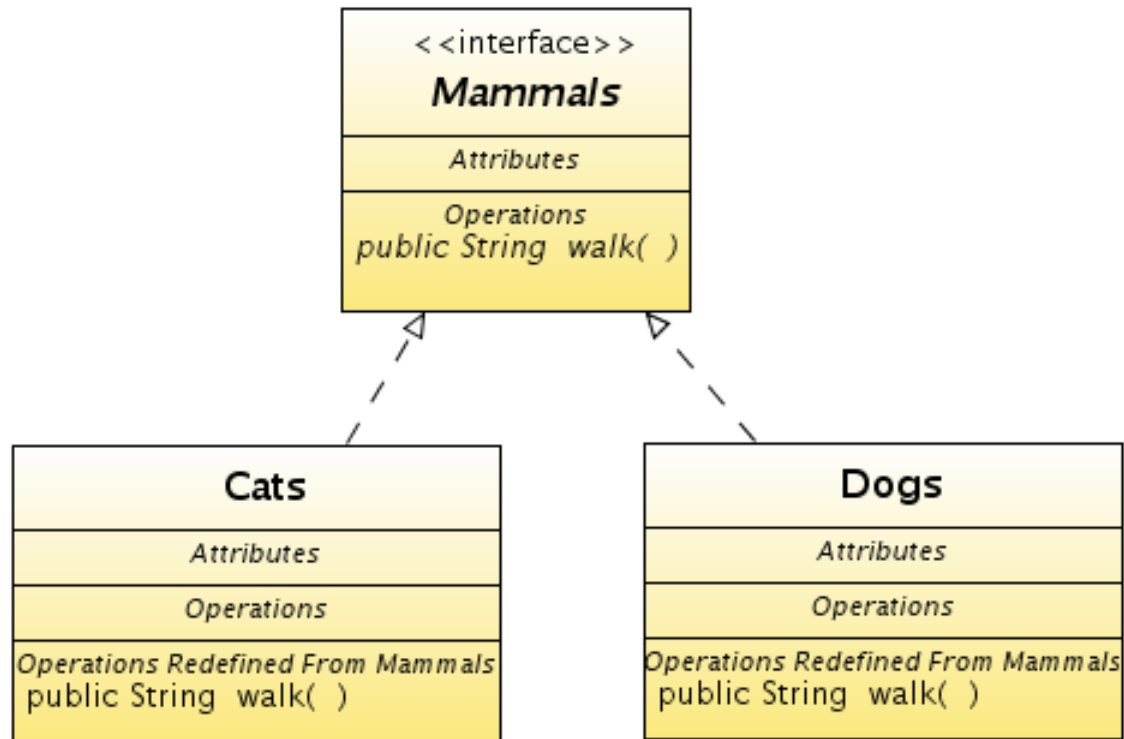 <<interface>>
Mammals
Attributes
Operations
public String walk( )
Cats
Attributes
Operations
Operations Redefined From Mammals
public String walk( )
Dogs
Attributes
Operations
Operations Redefined From Mammals
public String walk( )